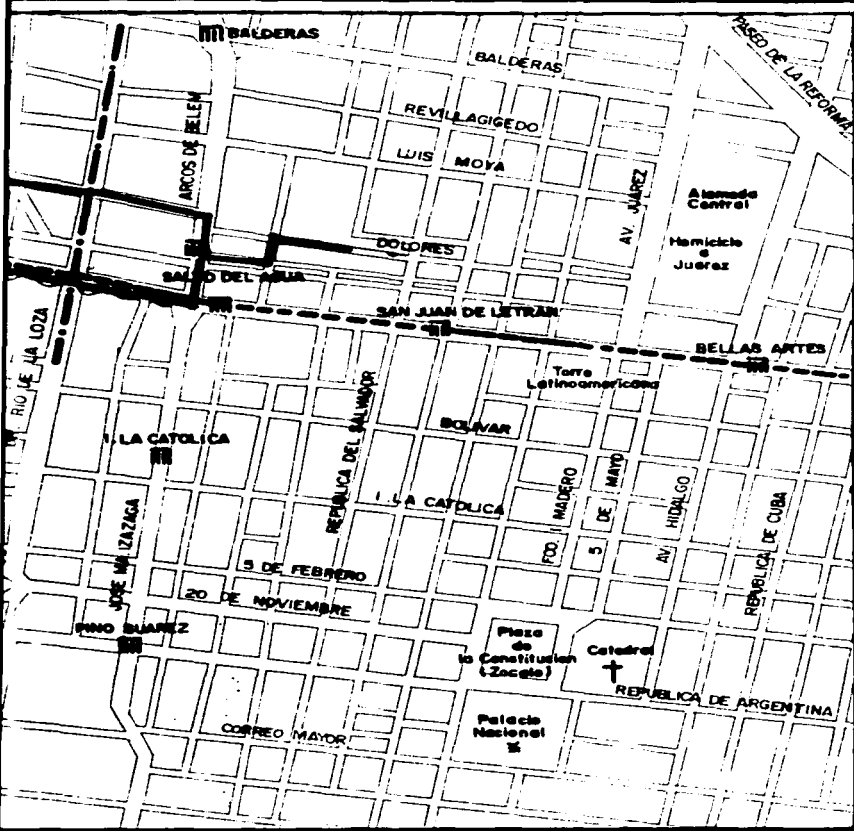 BALDERAS
BALDERAS
PASEO DE LA REFORMA
REVILLAGIGEDO
LUIS MOYA
ARCOS DE BELEM
AV. JUAREZ
Alameda
Central
Hemiciclo
a
Juarez
DOLORES
SALTO DEL AGUA
SAN JUAN DE LETRAN
BELLAS ARTES
Torre
Latinoamericana
RIO DE LA LOZA
REPUBLICA DEL SALVADOR
BOLIVAR
I. LA CATOLICA
I. LA CATOLICA
FCO. I MADERO
5 DE MAYO
AV. HIDALGO
REPUBLICA DE CUBA
JOSE MA IZAZAGA
5 DE FEBRERO
20 DE NOVIEMBRE
PINO SUAREZ
Plaza
de
la Constitucion
(Zocalo)
Catedral
REPUBLICA DE ARGENTINA
CORREO MAYOR
Palacio
Nacional